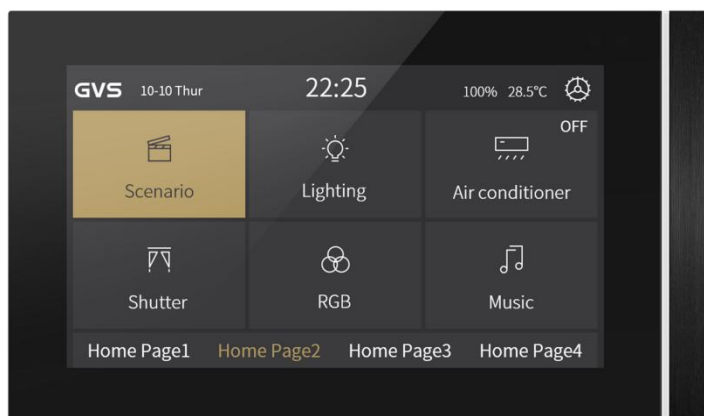 GVS 10-10 Thur 22:25 100% 28.5℃
OFF
Scenario Lighting Air conditioner
Shutter RGB Music
Home Page1 Home Page2 Home Page3 Home Page4